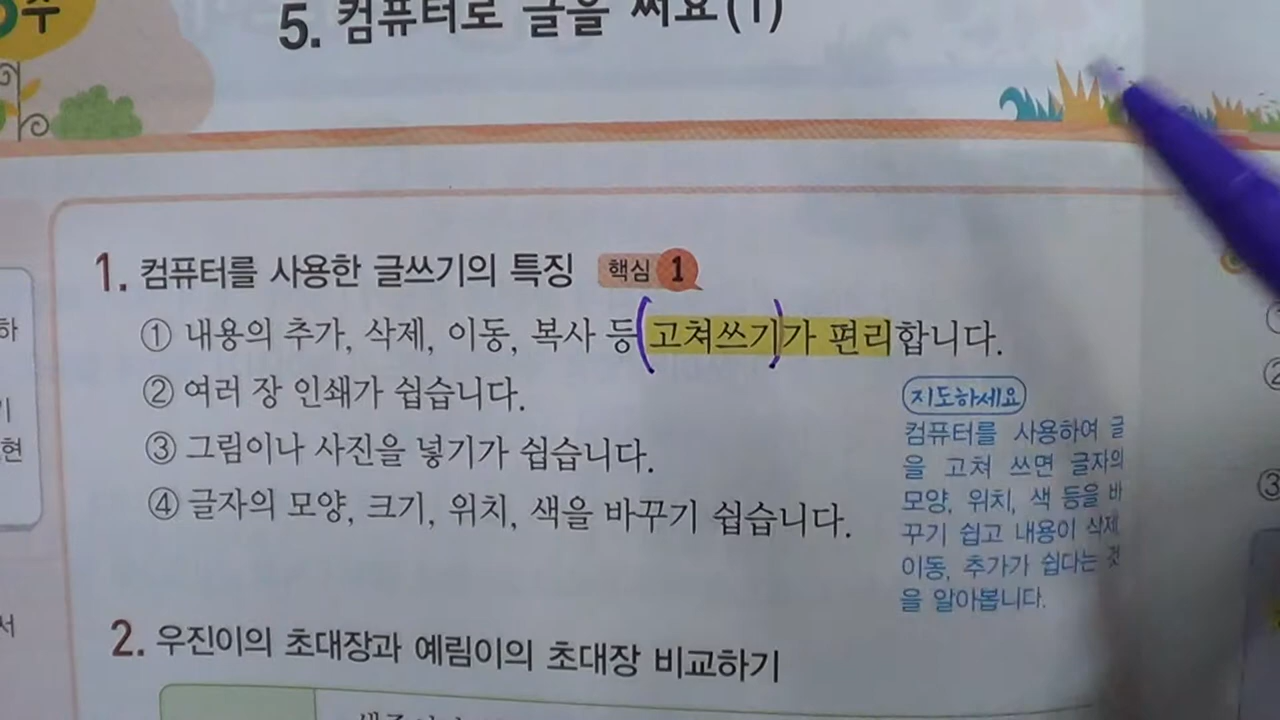 주
5. 컴퓨터로 글을 써요(1)
1. 컴퓨터를 사용한 글쓰기의 특징 핵심 1
① 내용의 추가, 삭제, 이동, 복사 등(고쳐쓰기)가 편리합니다.
② 여러 장 인쇄가 쉽습니다.
③ 그림이나 사진을 넣기가 쉽습니다.
④ 글자의 모양, 크기, 위치, 색을 바꾸기 쉽습니다.
지도하세요
컴퓨터를 사용하여 글
을 고쳐 쓰면 글자의
모양, 위치, 색 등을 바
꾸기 쉽고 내용이 삭제,
이동, 추가가 쉽다는 것
을 알아봅니다.
2. 우진이의 초대장과 예림이의 초대장 비교하기
하
기
현
서
②
③